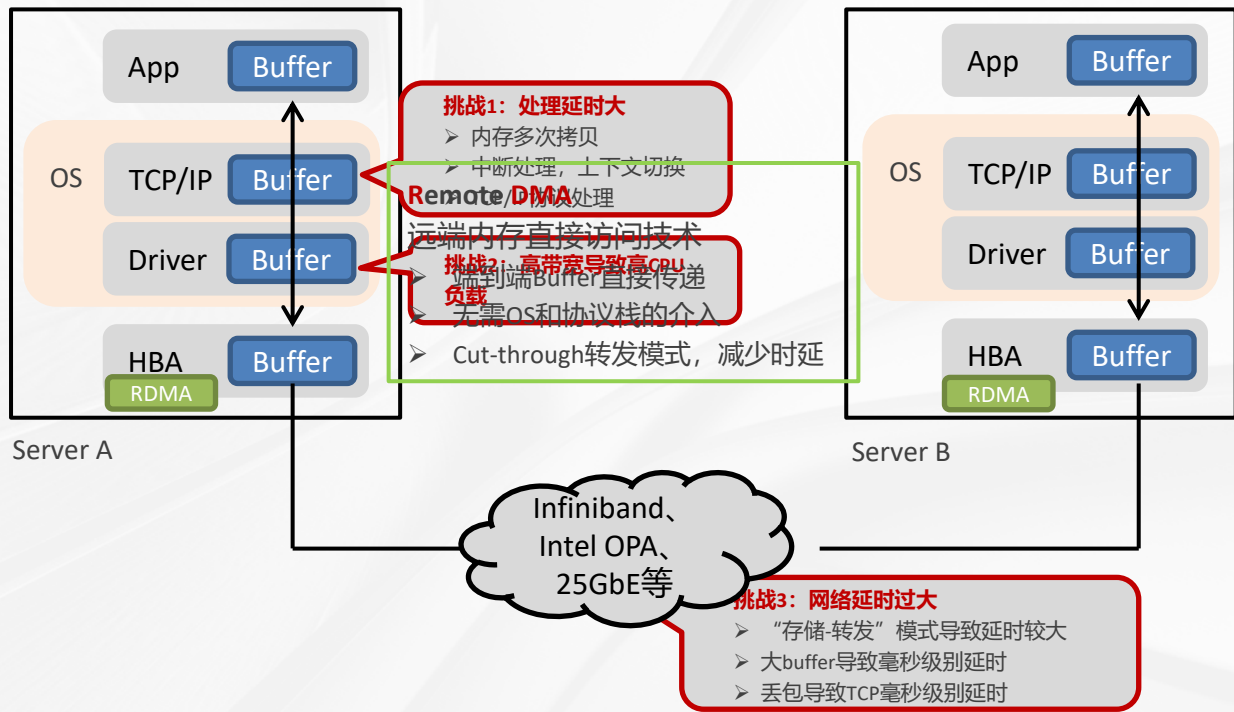 App
Buffer
OS
TCP/IP
Buffer
Driver
Buffer
HBA
Buffer
RDMA
Server A
挑战1：处理延时大
➢ 内存多次拷贝
➢ 中断处理，上下文切换
➢ TCP/IP协议处理
Remote DMA
远端内存直接访问技术
➢ 端到端Buffer直接传递
➢ 无需OS和协议栈的介入
➢ Cut-through转发模式，减少时延
挑战2：高带宽导致高CPU
负载
App
Buffer
OS
TCP/IP
Buffer
Driver
Buffer
HBA
Buffer
RDMA
Server B
Infiniband、
Intel OPA、
25GbE等
挑战3：网络延时过大
➢ “存储-转发”模式导致延时较大
➢ 大buffer导致毫秒级别延时
➢ 丢包导致TCP毫秒级别延时